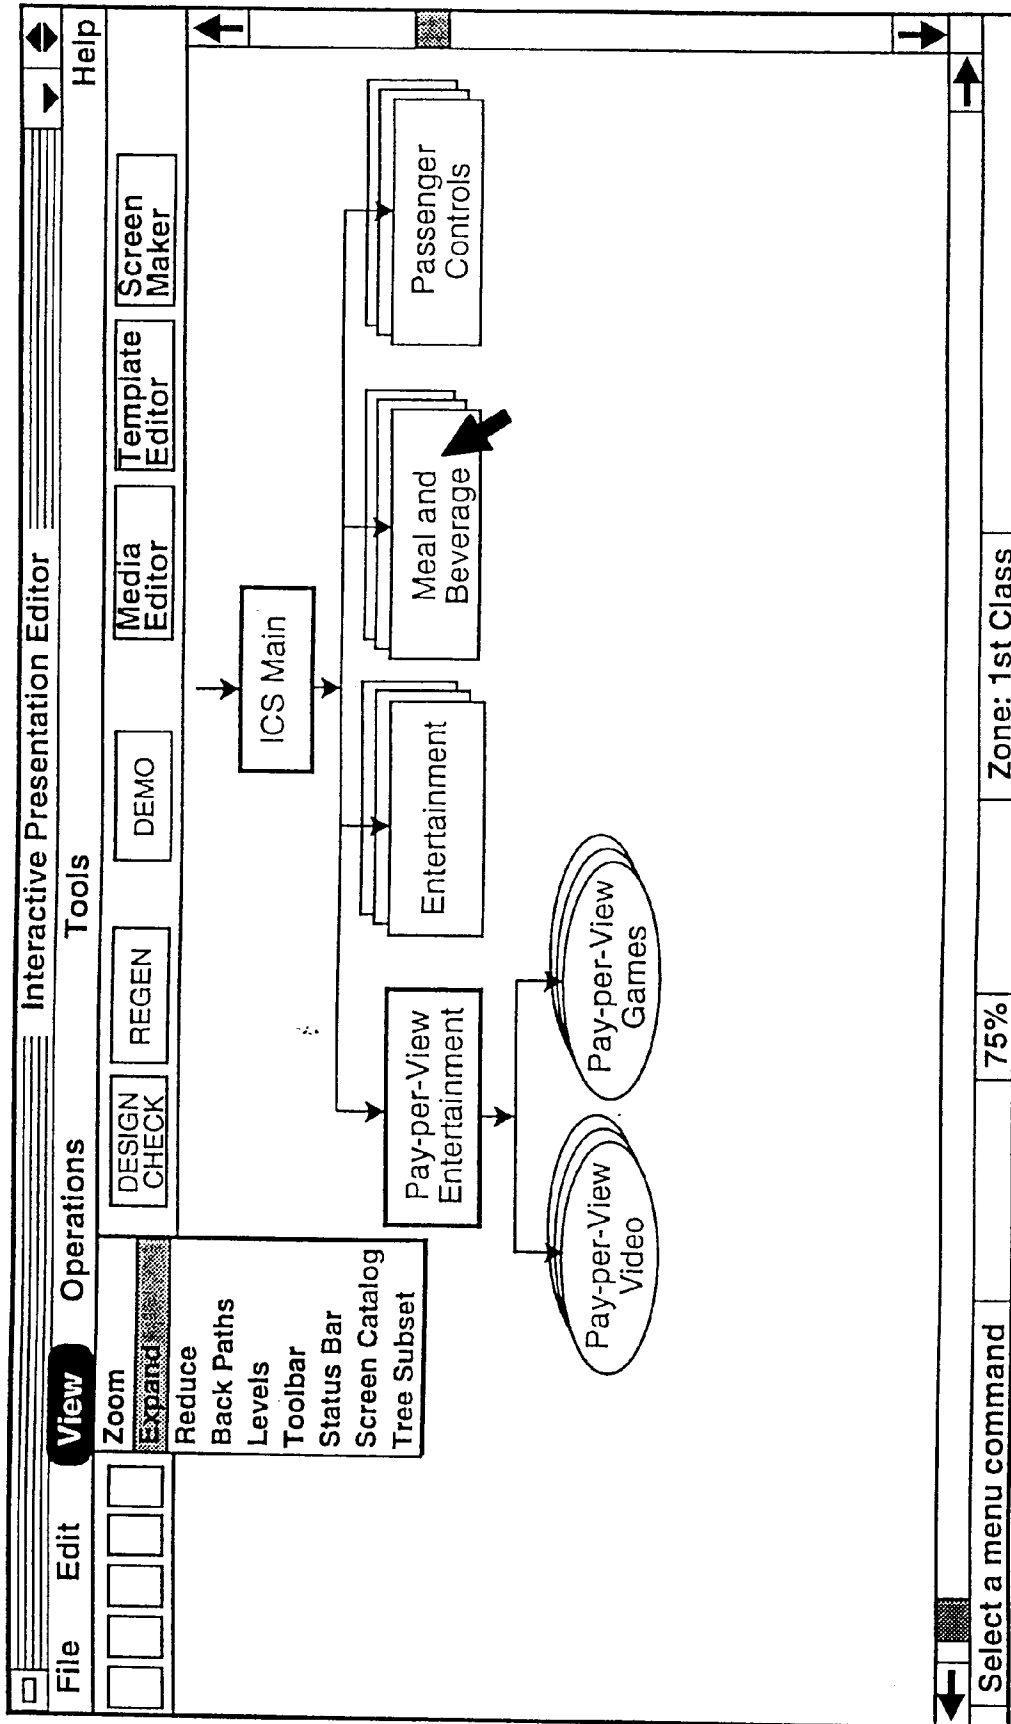 Interactive Presentation Editor
File Edit View Operations Tools Help
DESIGN
CHECK
REGEN
DEMO
Media
Editor
Template
Editor
Screen
Maker
Zoom
Expand
Reduce
Back Paths
Levels
Toolbar
Status Bar
Screen Catalog
Tree Subset
ICS Main
Pay-per-View
Entertainment
Entertainment
Meal and
Beverage
Passenger
Controls
Pay-per-View
Video
Pay-per-View
Games
Select a menu command 75% Zone: 1st Class